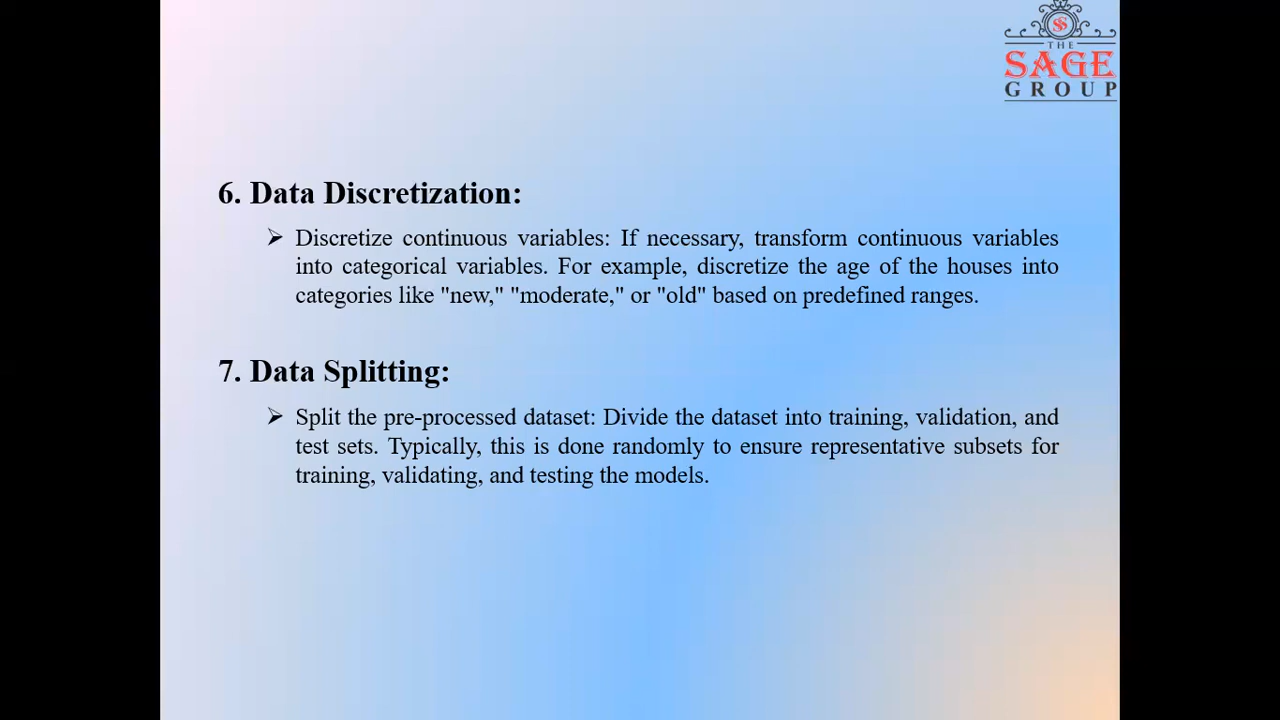 THE
SAGE
GROUP
6. Data Discretization:
➢ Discretize continuous variables: If necessary, transform continuous variables
into categorical variables. For example, discretize the age of the houses into
categories like "new," "moderate," or "old" based on predefined ranges.
7. Data Splitting:
➢ Split the pre-processed dataset: Divide the dataset into training, validation, and
test sets. Typically, this is done randomly to ensure representative subsets for
training, validating, and testing the models.